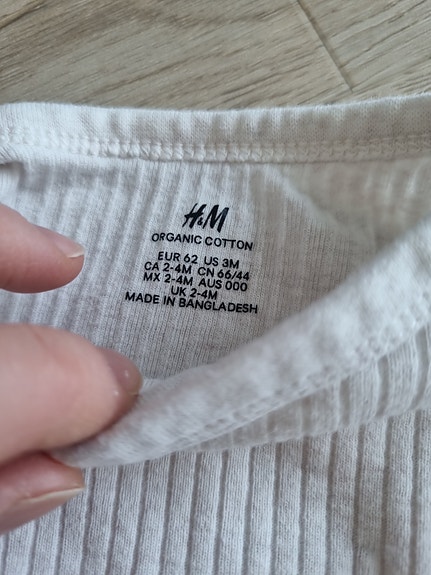 H&M
ORGANIC COTTON
EUR 62 US 3M
CA 2-4M CN 66/44
MX 2-4M AUS 000
UK 2-4M
MADE IN BANGLADESH